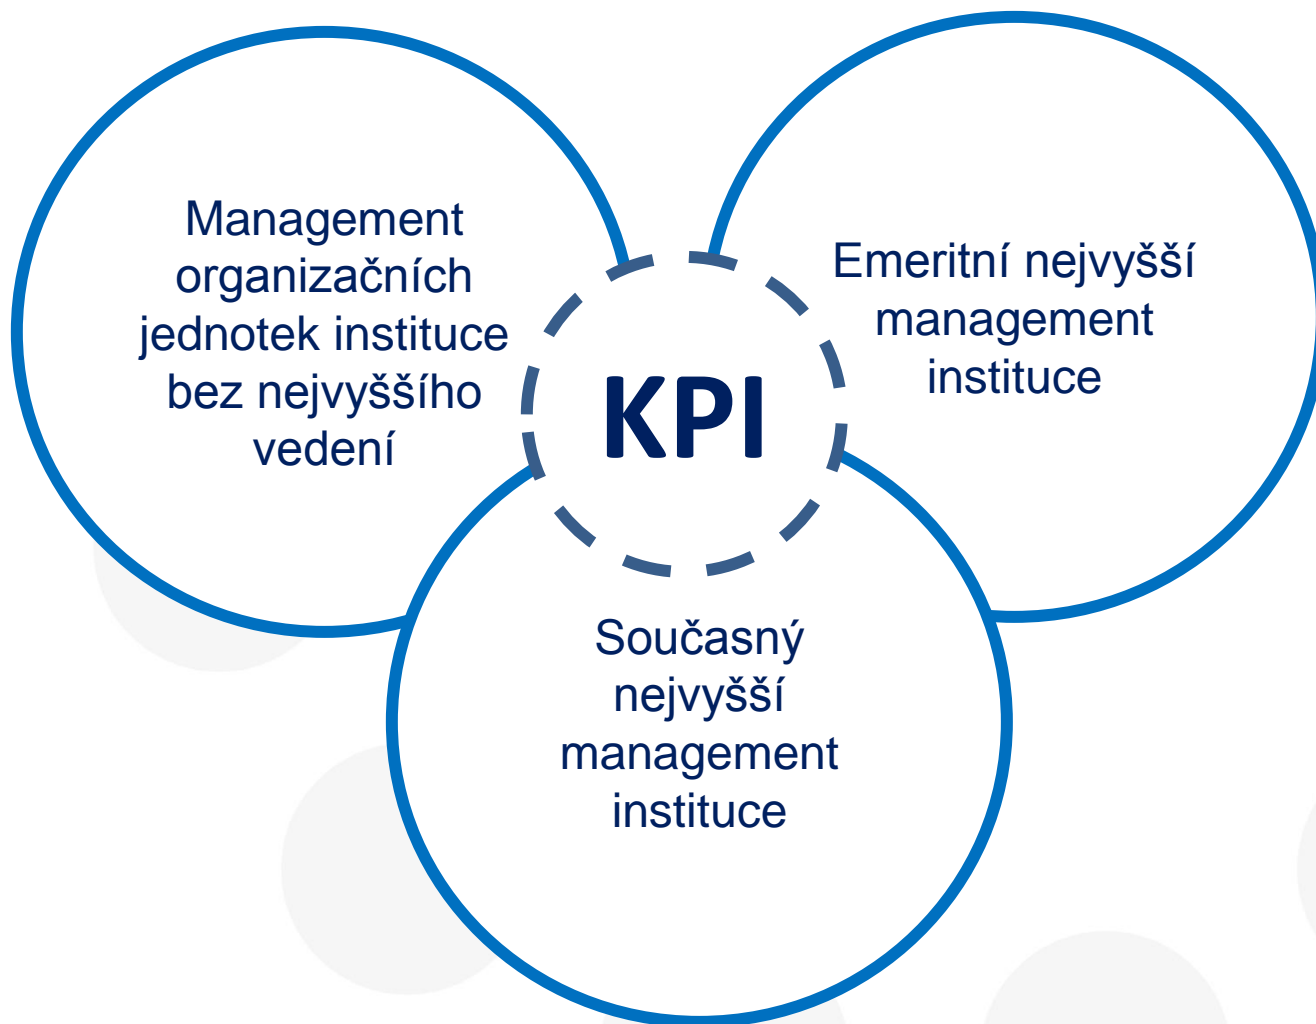 Management
organizačních
jednotek instituce
bez nejvyššího
vedení
Emeritní nejvyšší
management
instituce
KPI
Současný
nejvyšší
management
instituce